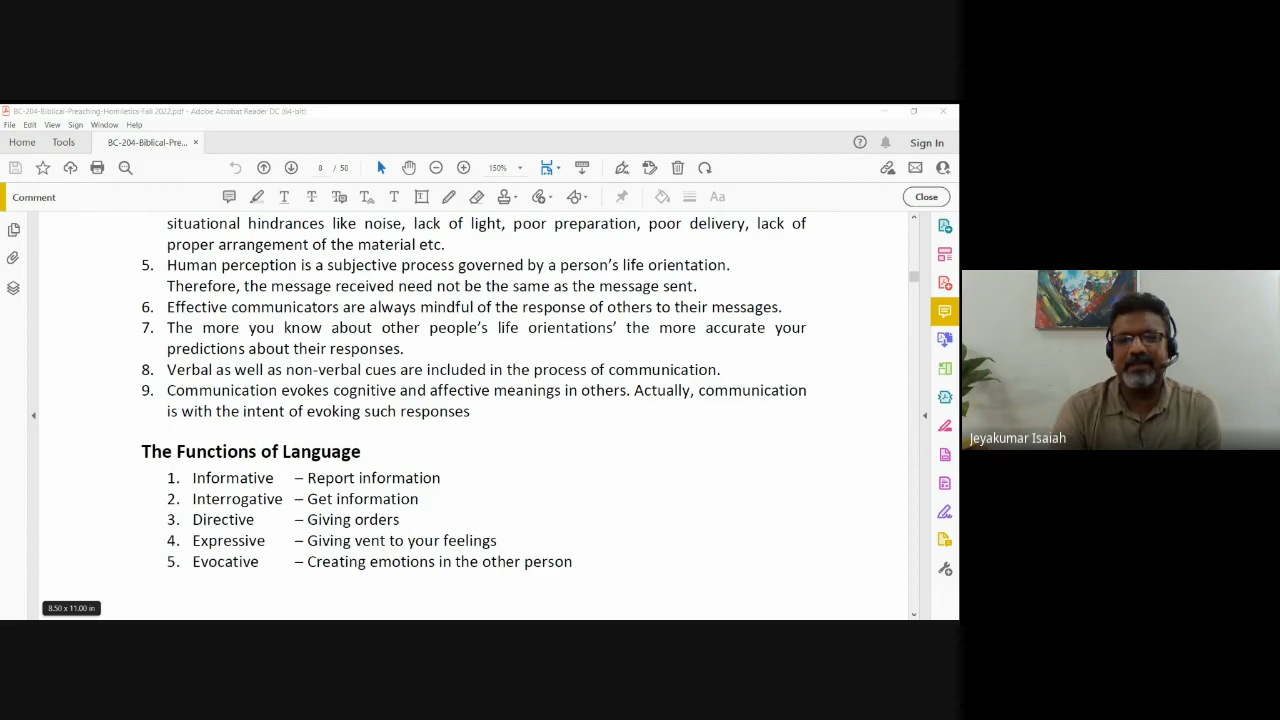 BC-204-Biblical-Preaching-Homiletics-Fall 2022.pdf - Adobe Acrobat Reader DC (64-bit)
File Edit View Sign Window Help
Home Tools BC-204-Biblical-Pre... × Sign In
8 / 58 150%
Comment Close
situational hindrances like noise, lack of light, poor preparation, poor delivery, lack of
proper arrangement of the material etc.
5. Human perception is a subjective process governed by a person's life orientation.
Therefore, the message received need not be the same as the message sent.
6. Effective communicators are always mindful of the response of others to their messages.
7. The more you know about other people's life orientations' the more accurate your
predictions about their responses.
8. Verbal as well as non-verbal cues are included in the process of communication.
9. Communication evokes cognitive and affective meanings in others. Actually, communication
is with the intent of evoking such responses
The Functions of Language
1. Informative – Report information
2. Interrogative – Get information
3. Directive – Giving orders
4. Expressive – Giving vent to your feelings
5. Evocative – Creating emotions in the other person
8.50 x 11.00 in
Jeyakumar Isaiah